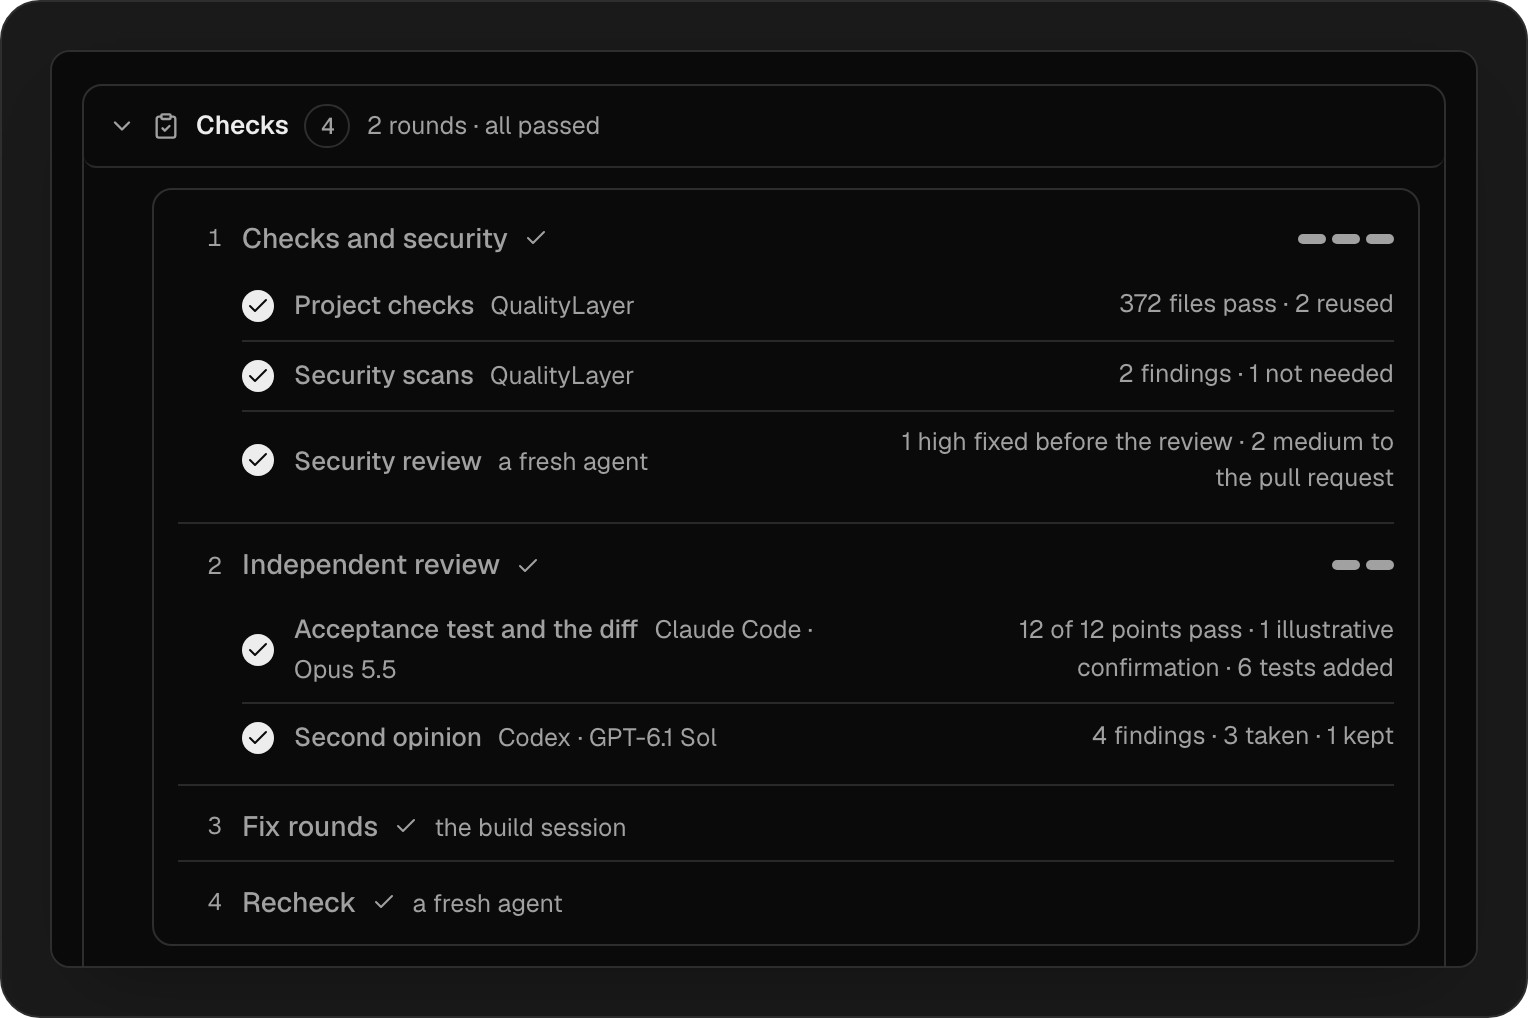 Checks 4 2 rounds · all passed
1 Checks and security
Project checks QualityLayer 372 files pass · 2 reused
Security scans QualityLayer 2 findings · 1 not needed
Security review a fresh agent 1 high fixed before the review · 2 medium to
the pull request
2 Independent review
Acceptance test and the diff Claude Code · 12 of 12 points pass · 1 illustrative
Opus 5.5 confirmation · 6 tests added
Second opinion Codex · GPT-6.1 Sol 4 findings · 3 taken · 1 kept
3 Fix rounds the build session
4 Recheck a fresh agent